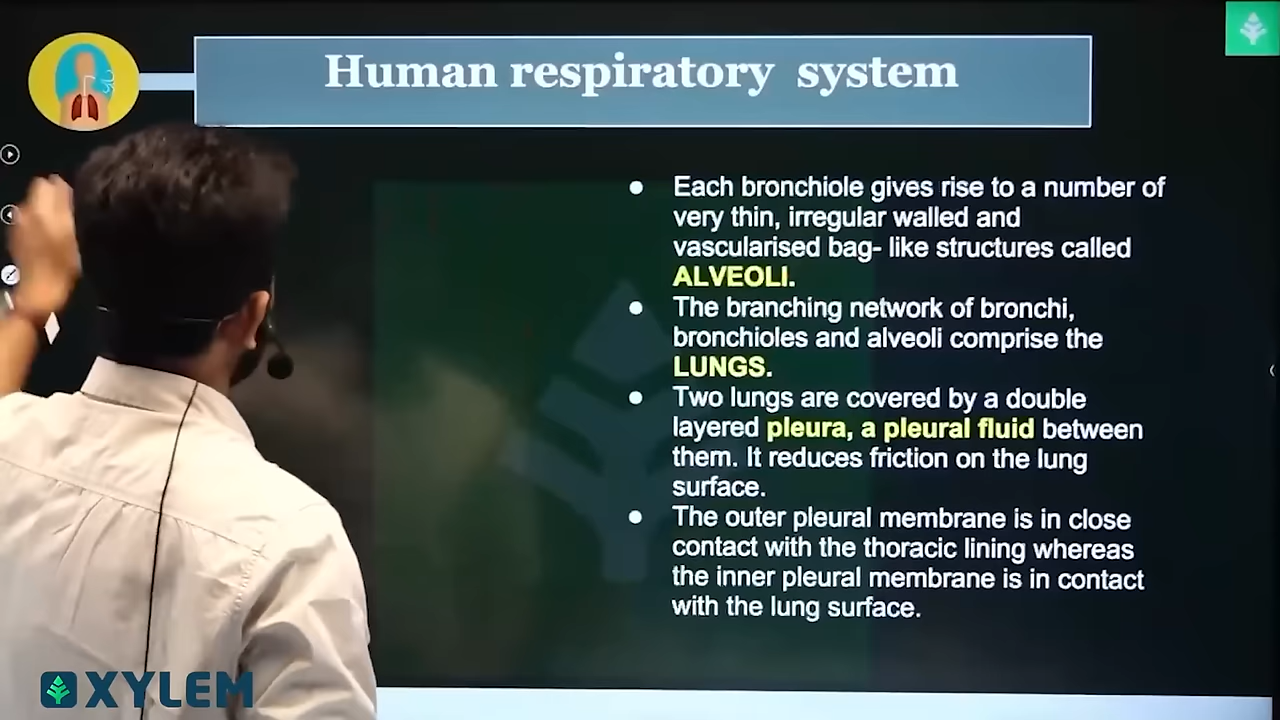 Human respiratory system
● Each bronchiole gives rise to a number of
very thin, irregular walled and
vascularised bag- like structures called
ALVEOLI.
● The branching network of bronchi,
bronchioles and alveoli comprise the
LUNGS.
● Two lungs are covered by a double
layered pleura, a pleural fluid between
them. It reduces friction on the lung
surface.
● The outer pleural membrane is in close
contact with the thoracic lining whereas
the inner pleural membrane is in contact
with the lung surface.
XYLEM